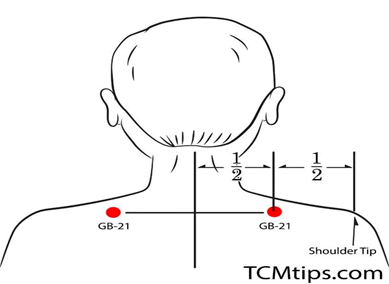 1/2 1/2
GB-21 GB-21
Shoulder Tip
TCMtips.com